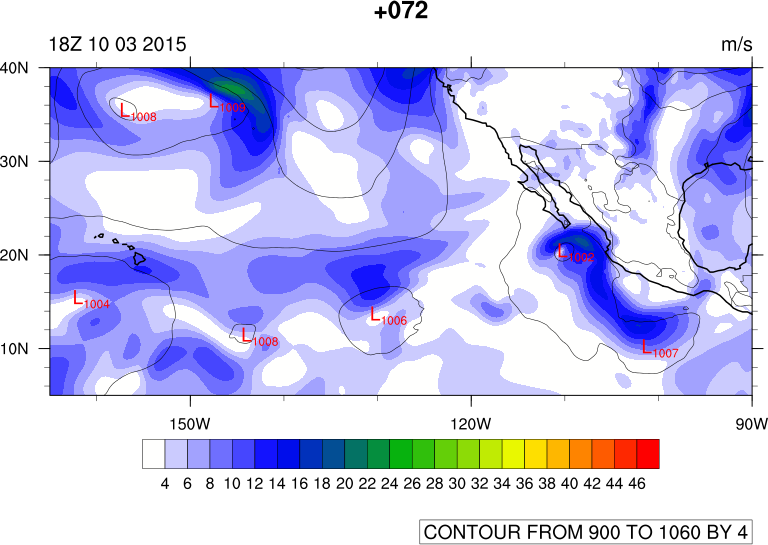 +072
18Z 10 03 2015 m/s
40N
L1008 L1009
30N
20N L1002
L1004 L1006
L1008
10N L1007
150W 120W 90W
4 6 8 10 12 14 16 18 20 22 24 26 28 30 32 34 36 38 40 42 44 46
CONTOUR FROM 900 TO 1060 BY 4